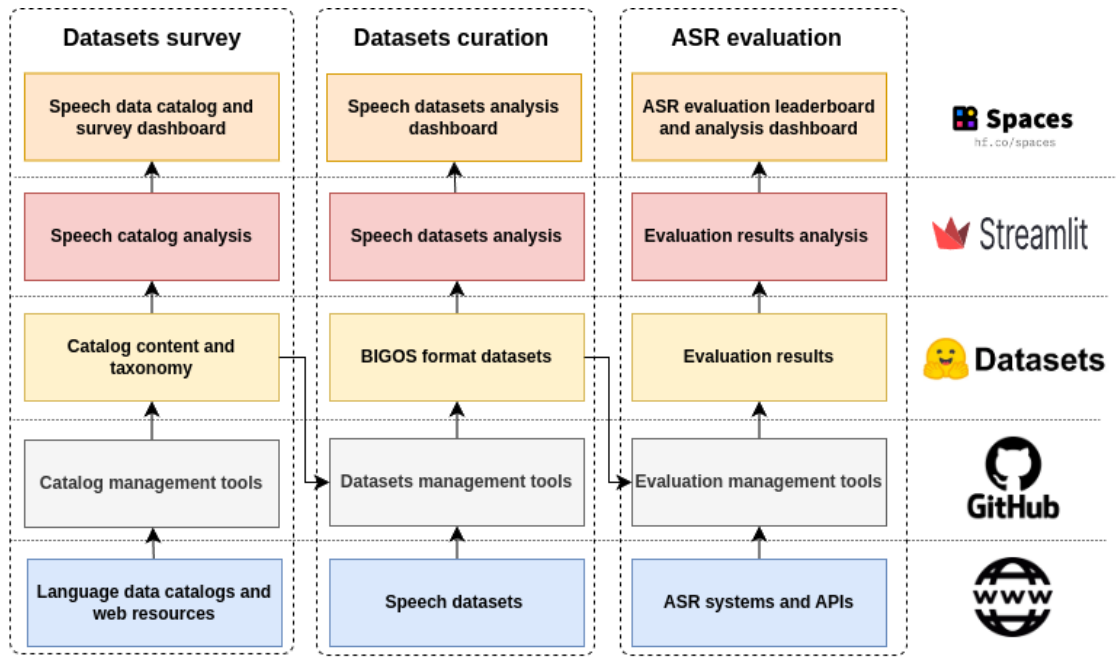 Datasets survey
Datasets curation
ASR evaluation
Speech data catalog and
survey dashboard
Speech datasets analysis
dashboard
ASR evaluation leaderboard
and analysis dashboard
Spaces
hf.co/spaces
Speech catalog analysis
Speech datasets analysis
Evaluation results analysis
Streamlit
Catalog content and
taxonomy
BIGOS format datasets
Evaluation results
Datasets
Catalog management tools
Datasets management tools
Evaluation management tools
GitHub
Language data catalogs and
web resources
Speech datasets
ASR systems and APIs
WWW